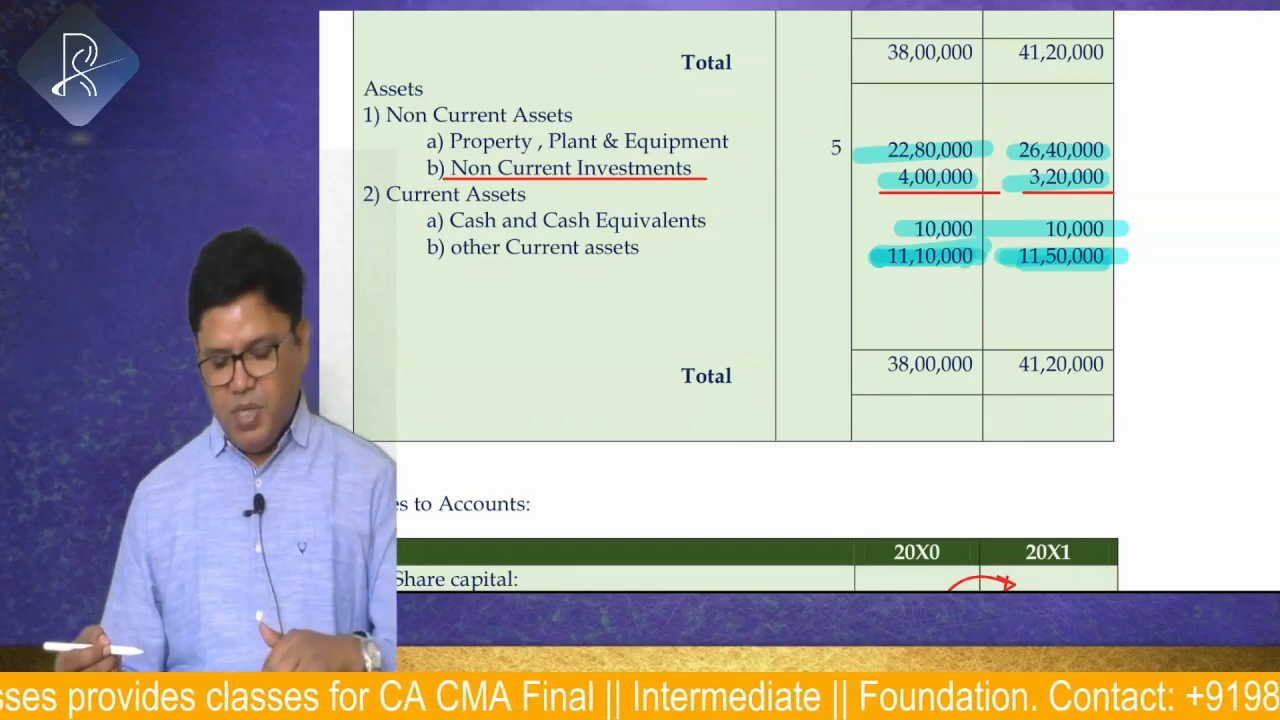 Total 38,00,000 41,20,000
Assets
1) Non Current Assets
a) Property , Plant & Equipment 5 22,80,000 26,40,000
b) Non Current Investments 4,00,000 3,20,000
2) Current Assets
a) Cash and Cash Equivalents 10,000 10,000
b) other Current assets 11,10,000 11,50,000
Total 38,00,000 41,20,000
es to Accounts:
20X0 20X1
Share capital:
sses provides classes for CA CMA Final || Intermediate || Foundation. Contact: +9198